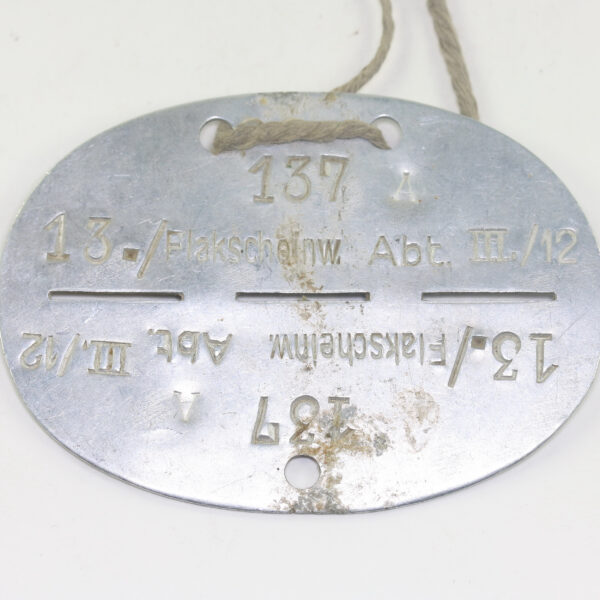 137 A
13./Flakscheinw. Abt. III./12
13./Flakscheinw. Abt. III./12
137 A